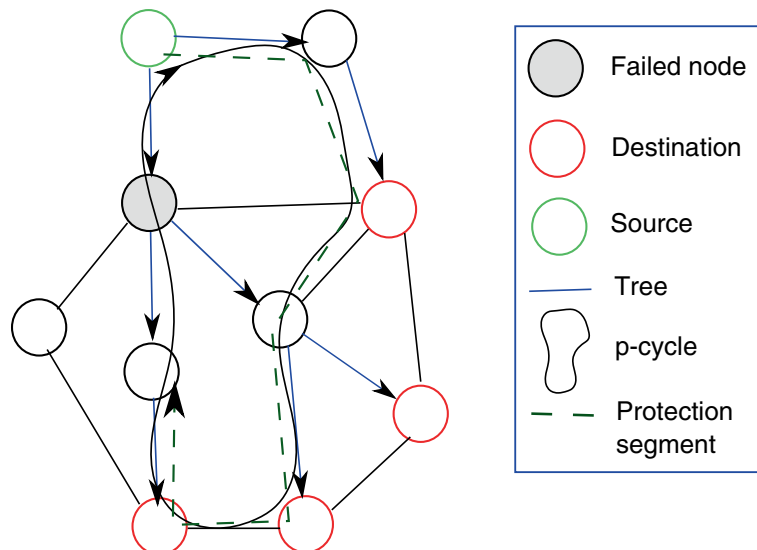 Failed node
Destination
Source
Tree
p-cycle
Protection
segment